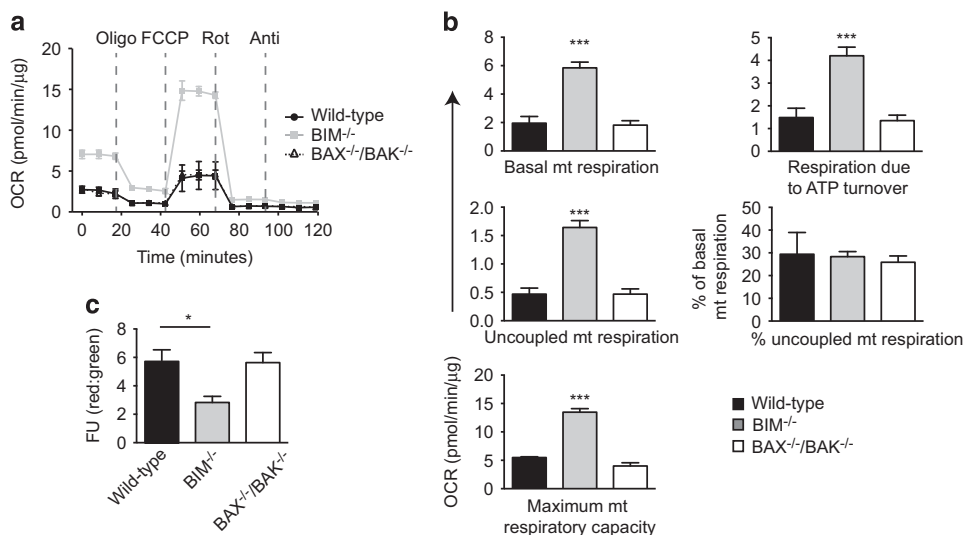 a
Oligo FCCP Rot Anti
20
15
10
5
0
OCR (pmol/min/μg)
0 20 40 60 80 100 120
Time (minutes)
Wild-type
BIM-/-
BAX-/-/BAK-/-
b
***
8
6
4
2
0
Basal mt respiration
***
5
4
3
2
1
0
Respiration due
to ATP turnover
***
2.0
1.5
1.0
0.5
0.0
Uncoupled mt respiration
% of basal
mt respiration
50
40
30
20
10
0
% uncoupled mt respiration
***
OCR (pmol/min/μg)
20
15
10
5
0
Maximum mt
respiratory capacity
Wild-type
BIM-/-
BAX-/-/BAK-/-
c
*
FU (red:green)
8
6
4
2
0
Wild-type
BIM-/-
BAX-/-/BAK-/-